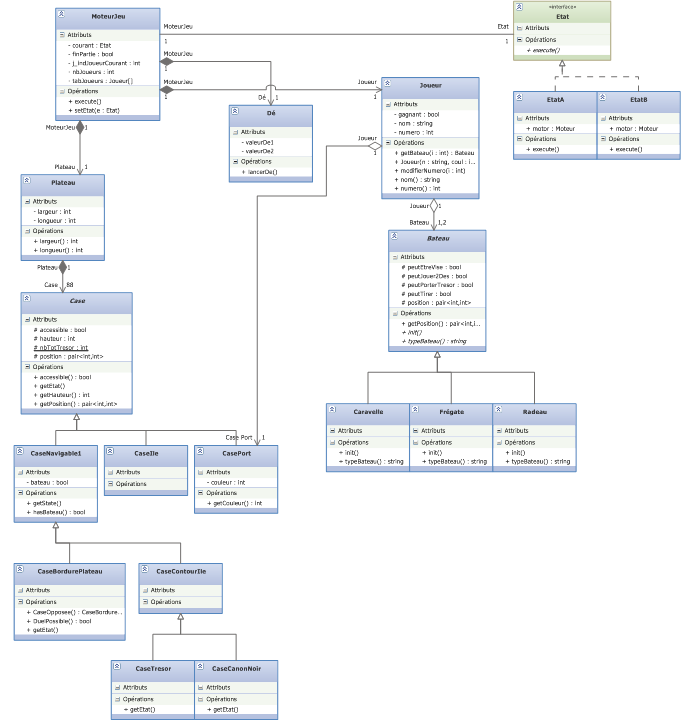 MoteurJeu
Attributs
- courant : Etat
- finPartie : bool
- j_indJoueurCourant : int
- nbJoueurs : int
- tabJoueurs : Joueur[]
Opérations
+ execute()
+ setEtat(e : Etat)
MoteurJeu
1
Etat
1
MoteurJeu
1
Dé
1
MoteurJeu
1
Joueur
1
MoteurJeu
1
Plateau
1
«interface»
Etat
Attributs
Opérations
+ execute()
EtatA
Attributs
+ motor : Moteur
Opérations
+ execute()
EtatB
Attributs
+ motor : Moteur
Opérations
+ execute()
Dé
Attributs
- valeurDe1
- valeurDe2
Opérations
+ lancerDe()
Joueur
Attributs
- gagnant : bool
- nom : string
- numero : int
Opérations
+ getBateau(i : int) : Bateau
+ Joueur(n : string, coul : i...
+ modifierNumero(i : int)
+ nom() : string
+ numero() : int
Joueur
1
Case Port
1
Joueur
1
Bateau
1,2
Plateau
Attributs
- largeur : int
- longueur : int
Opérations
+ largeur() : int
+ longueur() : int
Plateau
1
Case
88
Bateau
Attributs
# peutEtreVise : bool
# peutJouer2Des : bool
# peutPorterTresor : bool
# peutTirer : bool
# position : pair<int,int>
Opérations
+ getPosition() : pair<int,i...
+ init()
+ typeBateau() : string
Case
Attributs
# accessible : bool
# hauteur : int
# nbTotTresor : int
# position : pair<int,int>
Opérations
+ accessible() : bool
+ getEtat()
+ getHauteur() : int
+ getPosition() : pair<int,int>
Caravelle
Attributs
Opérations
+ init()
+ typeBateau() : string
Frégate
Attributs
Opérations
+ init()
+ typeBateau() : string
Radeau
Attributs
Opérations
+ init()
+ typeBateau() : string
CaseNavigable1
Attributs
- bateau : bool
Opérations
+ getState()
+ hasBateau() : bool
CaseIle
Attributs
Opérations
CasePort
Attributs
- couleur : int
Opérations
+ getCouleur() : int
CaseBordurePlateau
Attributs
Opérations
+ CaseOpposee() : CaseBordure...
+ DuelPossible() : bool
+ getEtat()
CaseContourIle
Attributs
Opérations
CaseTresor
Attributs
Opérations
+ getEtat()
CaseCanonNoir
Attributs
Opérations
+ getEtat()